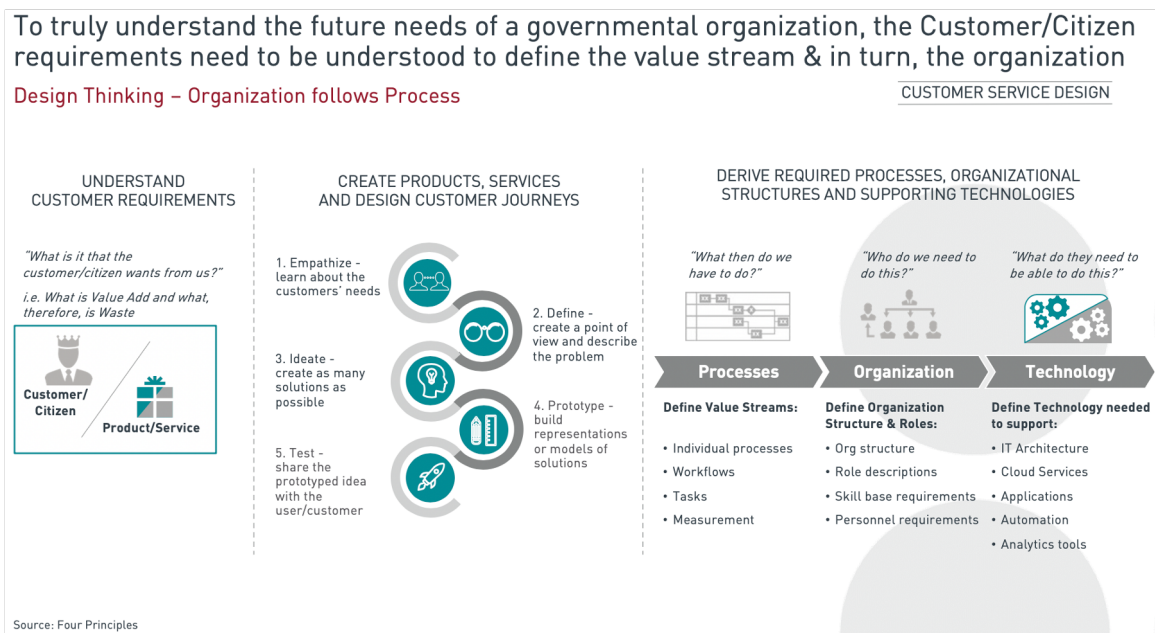 To truly understand the future needs of a governmental organization, the Customer/Citizen
requirements need to be understood to define the value stream & in turn, the organization
Design Thinking – Organization follows Process
CUSTOMER SERVICE DESIGN
UNDERSTAND
CUSTOMER REQUIREMENTS
"What is it that the
customer/citizen wants from us?"
i.e. What is Value Add and what,
therefore, is Waste
Customer/
Citizen
Product/Service
CREATE PRODUCTS, SERVICES
AND DESIGN CUSTOMER JOURNEYS
1. Empathize -
learn about the
customers' needs
2. Define -
create a point of
view and describe
the problem
3. Ideate -
create as many
solutions as
possible
4. Prototype -
build
representations
or models of
solutions
5. Test -
share the
prototyped idea
with the
user/customer
DERIVE REQUIRED PROCESSES, ORGANIZATIONAL
STRUCTURES AND SUPPORTING TECHNOLOGIES
"What then do we
have to do?"
Processes
Define Value Streams:
• Individual processes
• Workflows
• Tasks
• Measurement
"Who do we need to
do this?"
Organization
Define Organization
Structure & Roles:
• Org structure
• Role descriptions
• Skill base requirements
• Personnel requirements
"What do they need to
be able to do this?"
Technology
Define Technology needed
to support:
• IT Architecture
• Cloud Services
• Applications
• Automation
• Analytics tools
Source: Four Principles